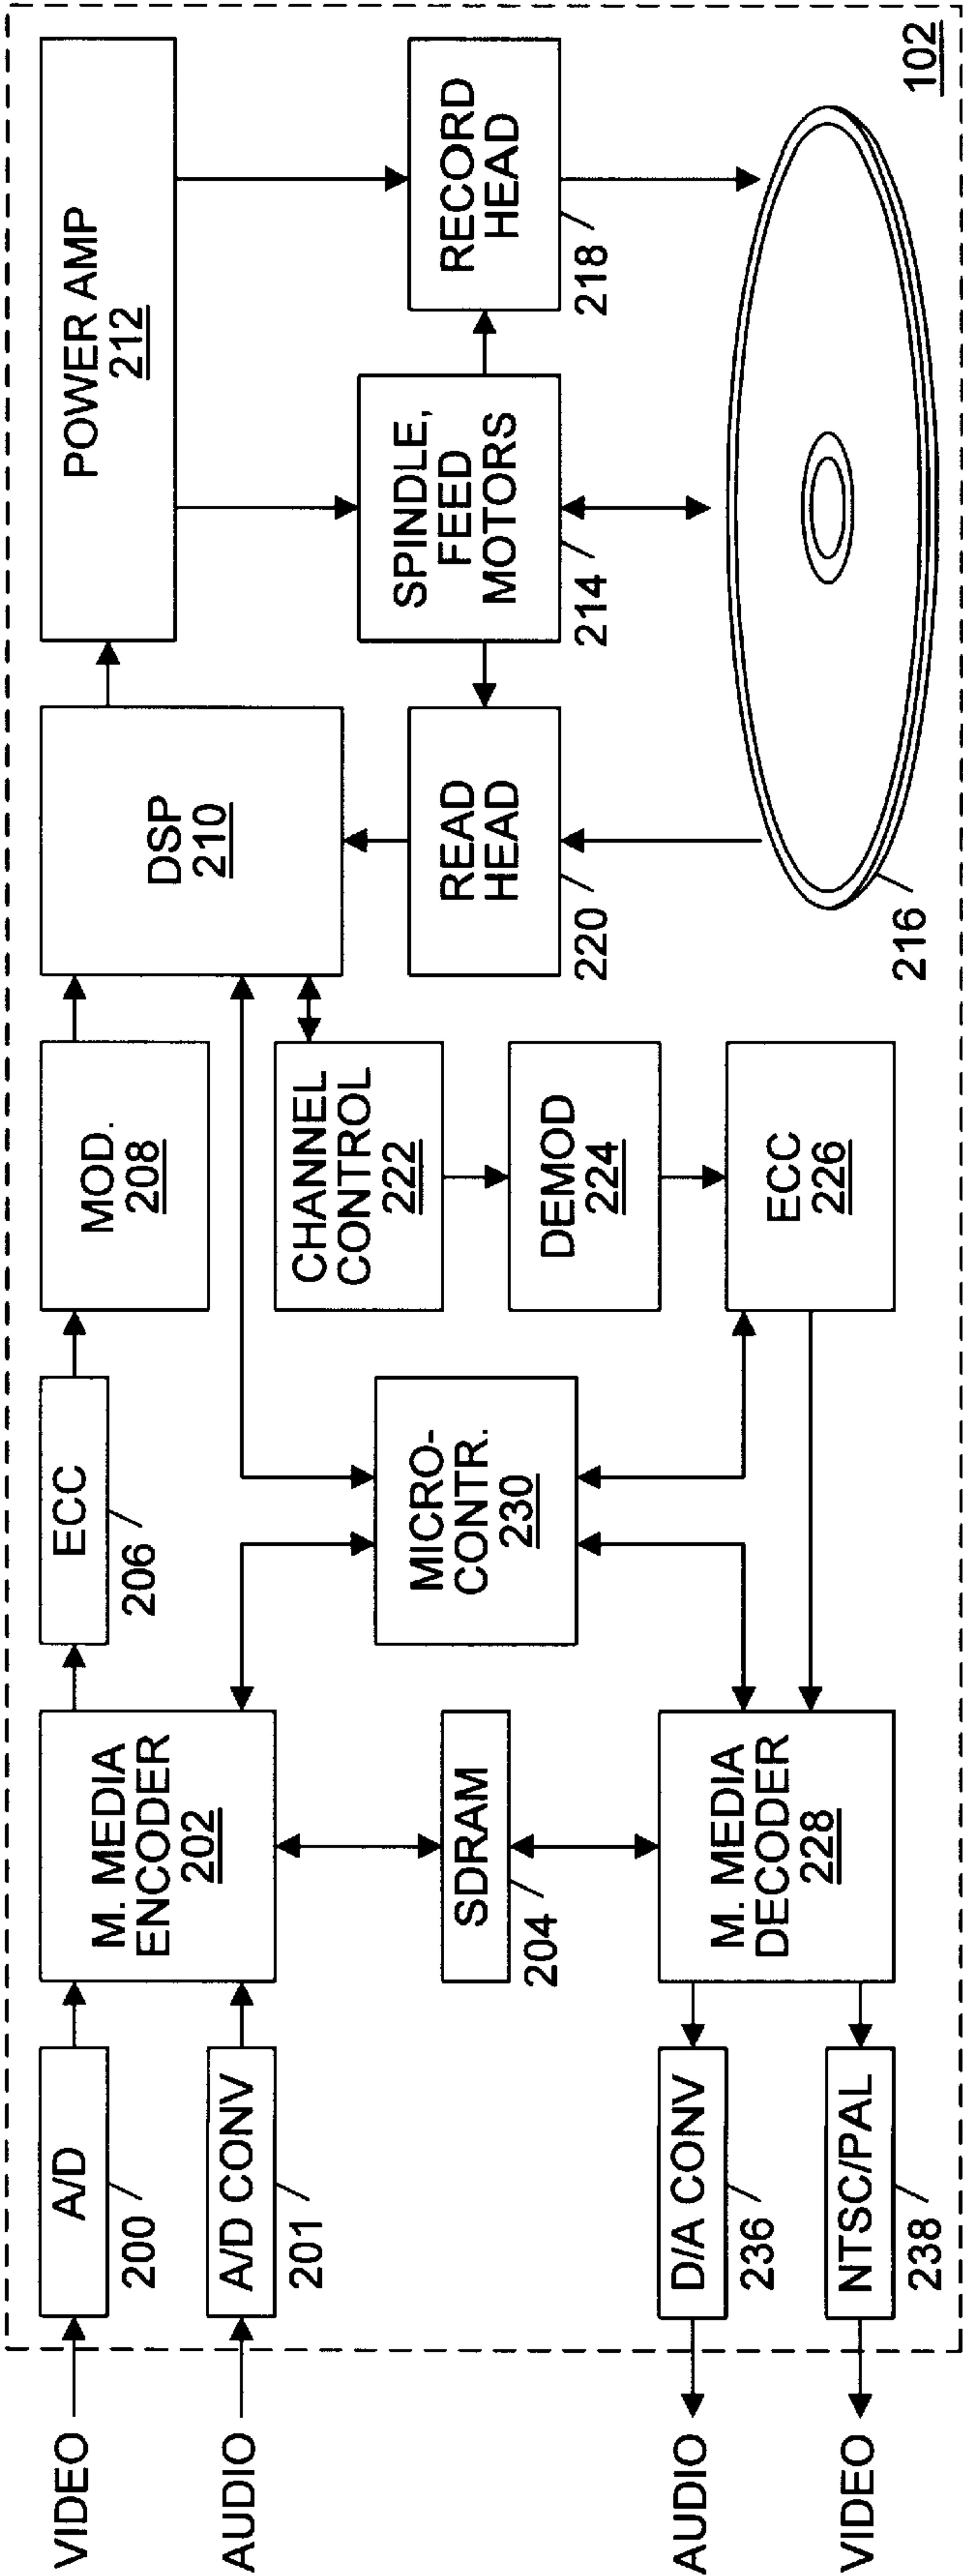 VIDEO
A/D
200
AUDIO
A/D CONV
201
M. MEDIA
ENCODER
202
ECC
206
MOD.
208
DSP
210
POWER AMP
212
SDRAM
204
MICRO-
CONTR.
230
CHANNEL
CONTROL
222
DEMOD
224
ECC
226
READ
HEAD
220
SPINDLE,
FEED
MOTORS
214
RECORD
HEAD
218
216
M. MEDIA
DECODER
228
AUDIO
D/A CONV
236
VIDEO
NTSC/PAL
238
102